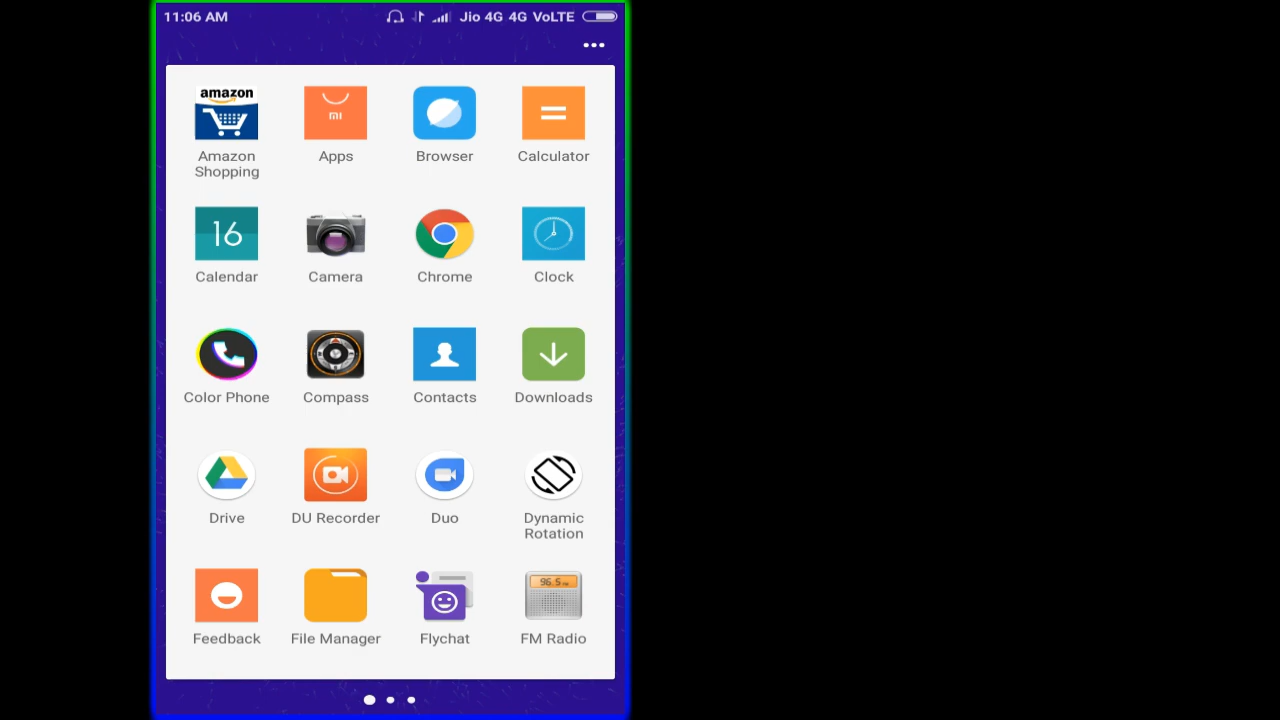 11:06 AM Jio 4G 4G VoLTE
amazon
mi
Amazon Shopping
Apps
Browser
Calculator
16
Calendar
Camera
Chrome
Clock
Color Phone
Compass
Contacts
Downloads
Drive
DU Recorder
Duo
Dynamic Rotation
96.5 FM
Feedback
File Manager
Flychat
FM Radio